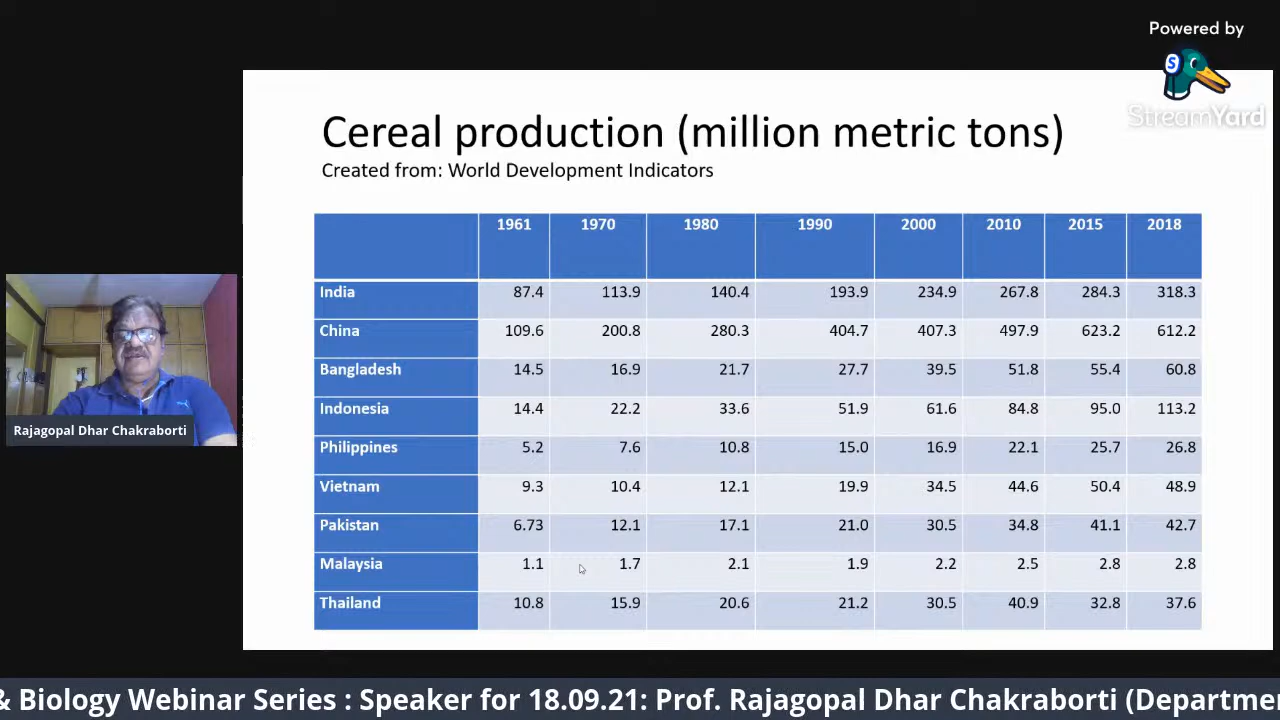 Powered by
StreamYard
Cereal production (million metric tons)
Created from: World Development Indicators
1961 1970 1980 1990 2000 2010 2015 2018
India 87.4 113.9 140.4 193.9 234.9 267.8 284.3 318.3
China 109.6 200.8 280.3 404.7 407.3 497.9 623.2 612.2
Bangladesh 14.5 16.9 21.7 27.7 39.5 51.8 55.4 60.8
Indonesia 14.4 22.2 33.6 51.9 61.6 84.8 95.0 113.2
Philippines 5.2 7.6 10.8 15.0 16.9 22.1 25.7 26.8
Vietnam 9.3 10.4 12.1 19.9 34.5 44.6 50.4 48.9
Pakistan 6.73 12.1 17.1 21.0 30.5 34.8 41.1 42.7
Malaysia 1.1 1.7 2.1 1.9 2.2 2.5 2.8 2.8
Thailand 10.8 15.9 20.6 21.2 30.5 40.9 32.8 37.6
Rajagopal Dhar Chakraborti
& Biology Webinar Series : Speaker for 18.09.21: Prof. Rajagopal Dhar Chakraborti (Departme